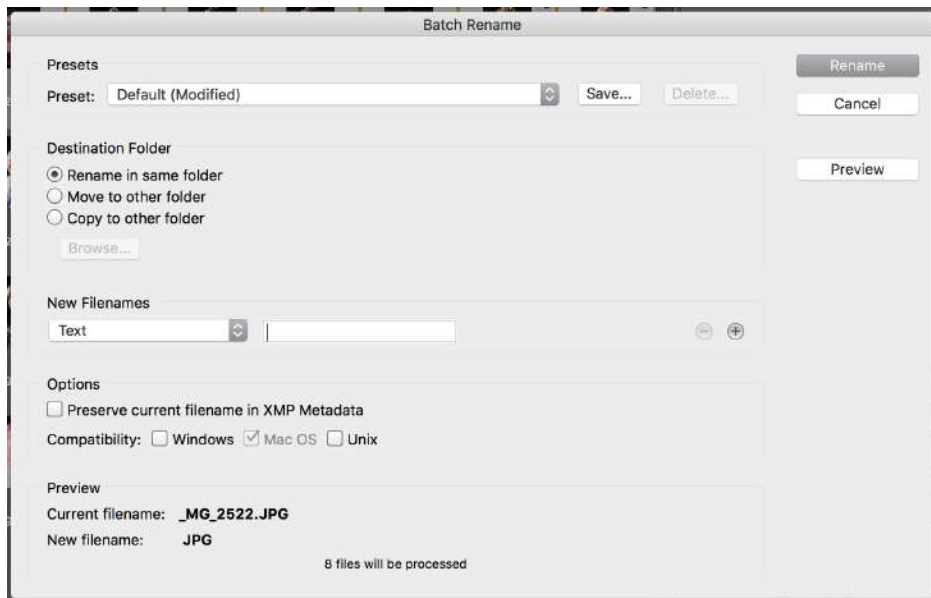 Batch Rename
Presets
Rename
Preset: Default (Modified) Save... Delete...
Cancel
Destination Folder
Rename in same folder
Preview
Move to other folder
Copy to other folder
Browse...
New Filenames
Text
Options
Preserve current filename in XMP Metadata
Compatibility: Windows Mac OS Unix
Preview
Current filename: _MG_2522.JPG
New filename: JPG
8 files will be processed